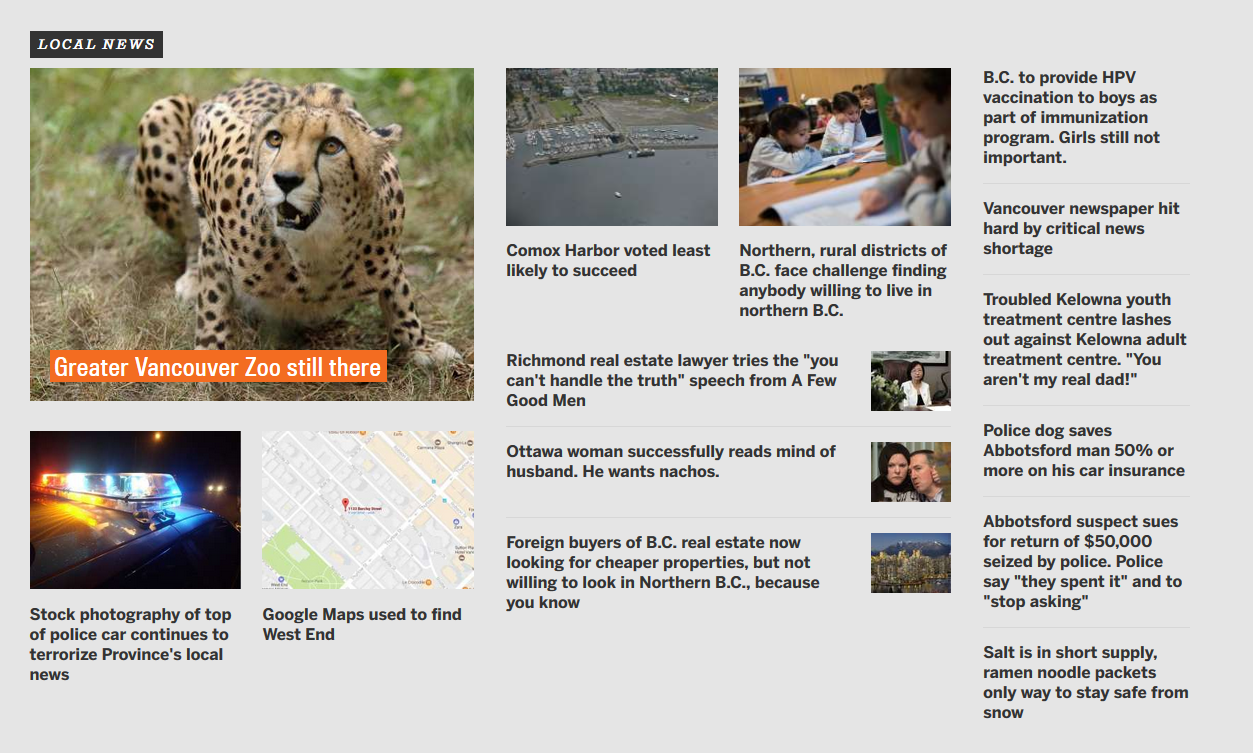 LOCAL NEWS
Greater Vancouver Zoo still there
Stock photography of top
of police car continues to
terrorize Province's local
news
Google Maps used to find
West End
Comox Harbor voted least
likely to succeed
Northern, rural districts of
B.C. face challenge finding
anybody willing to live in
northern B.C.
Richmond real estate lawyer tries the "you
can't handle the truth" speech from A Few
Good Men
Ottawa woman successfully reads mind of
husband. He wants nachos.
Foreign buyers of B.C. real estate now
looking for cheaper properties, but not
willing to look in Northern B.C., because
you know
B.C. to provide HPV
vaccination to boys as
part of immunization
program. Girls still not
important.
Vancouver newspaper hit
hard by critical news
shortage
Troubled Kelowna youth
treatment centre lashes
out against Kelowna adult
treatment centre. "You
aren't my real dad!"
Police dog saves
Abbotsford man 50% or
more on his car insurance
Abbotsford suspect sues
for return of $50,000
seized by police. Police
say "they spent it" and to
"stop asking"
Salt is in short supply,
ramen noodle packets
only way to stay safe from
snow